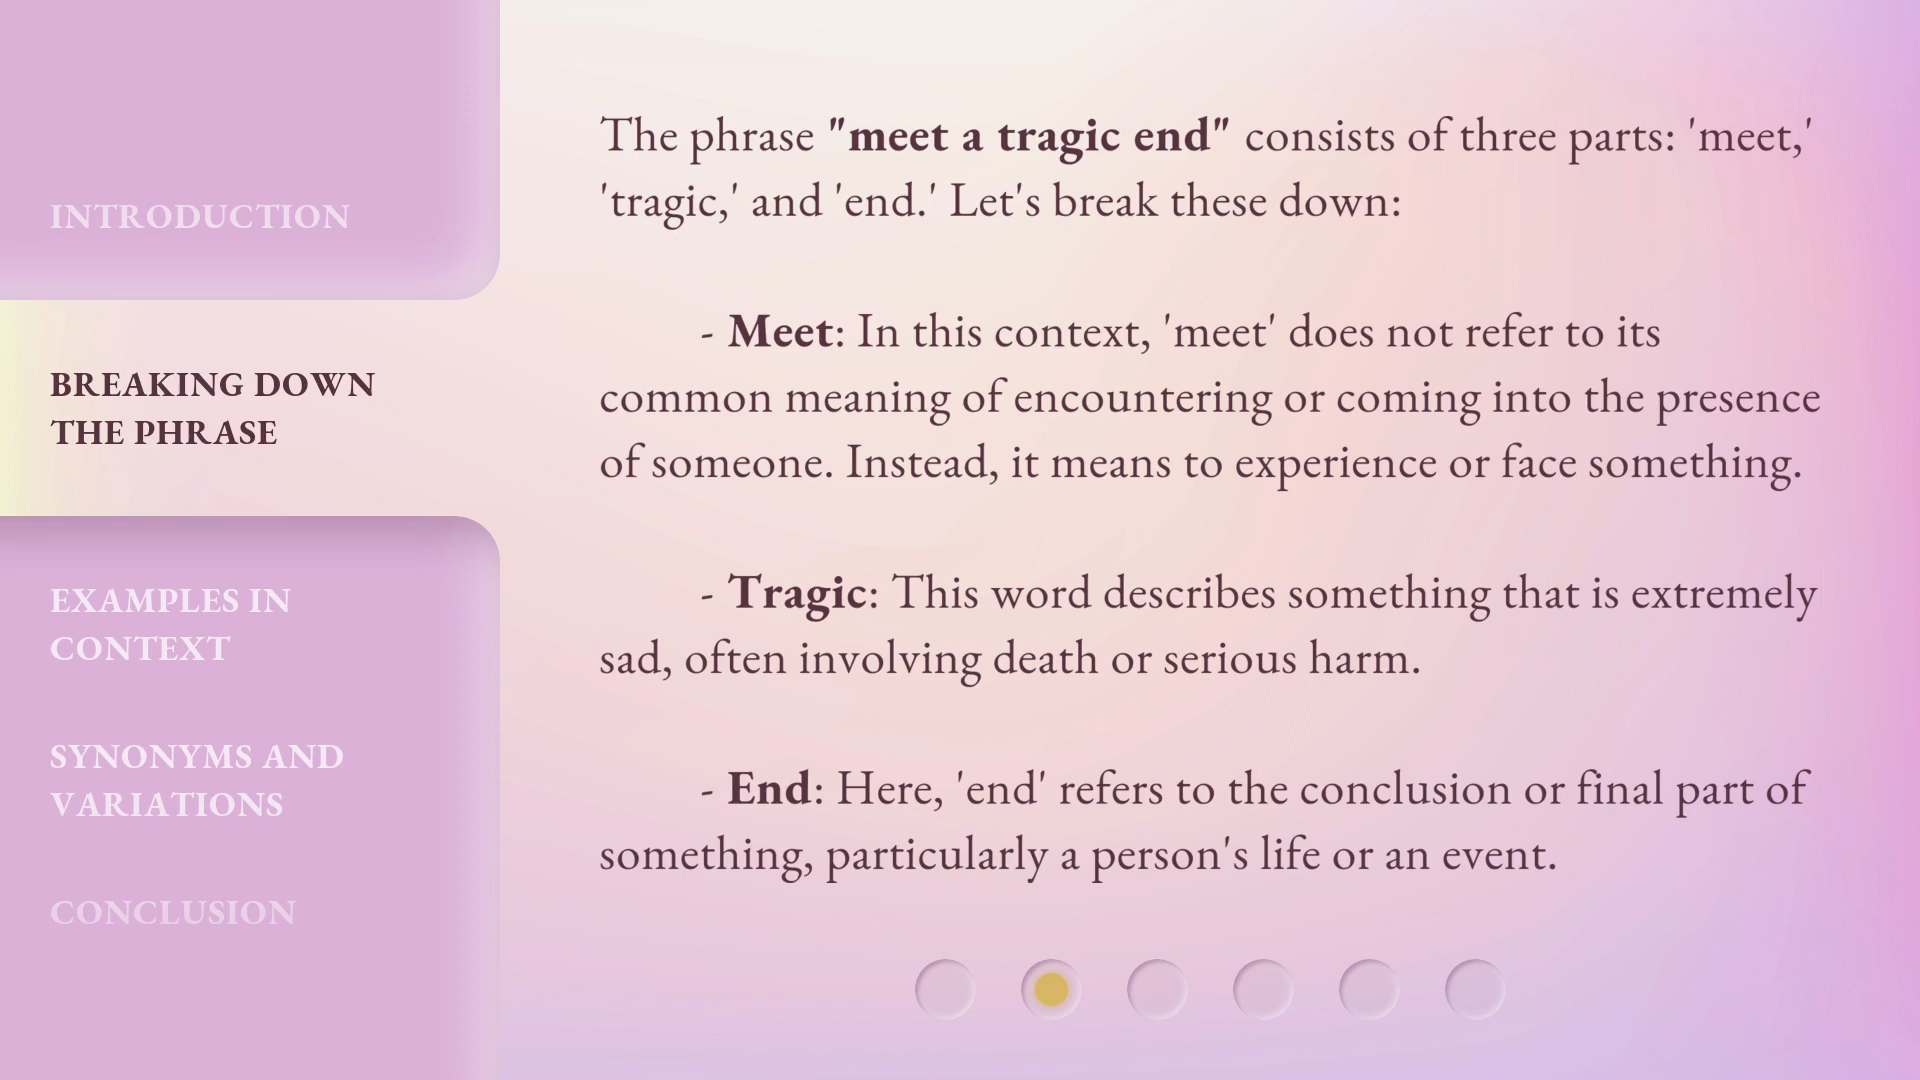 INTRODUCTION
BREAKING DOWN
THE PHRASE
EXAMPLES IN
CONTEXT
SYNONYMS AND
VARIATIONS
CONCLUSION
The phrase "meet a tragic end" consists of three parts: 'meet,'
'tragic,' and 'end.' Let's break these down:
- Meet: In this context, 'meet' does not refer to its
common meaning of encountering or coming into the presence
of someone. Instead, it means to experience or face something.
- Tragic: This word describes something that is extremely
sad, often involving death or serious harm.
- End: Here, 'end' refers to the conclusion or final part of
something, particularly a person's life or an event.